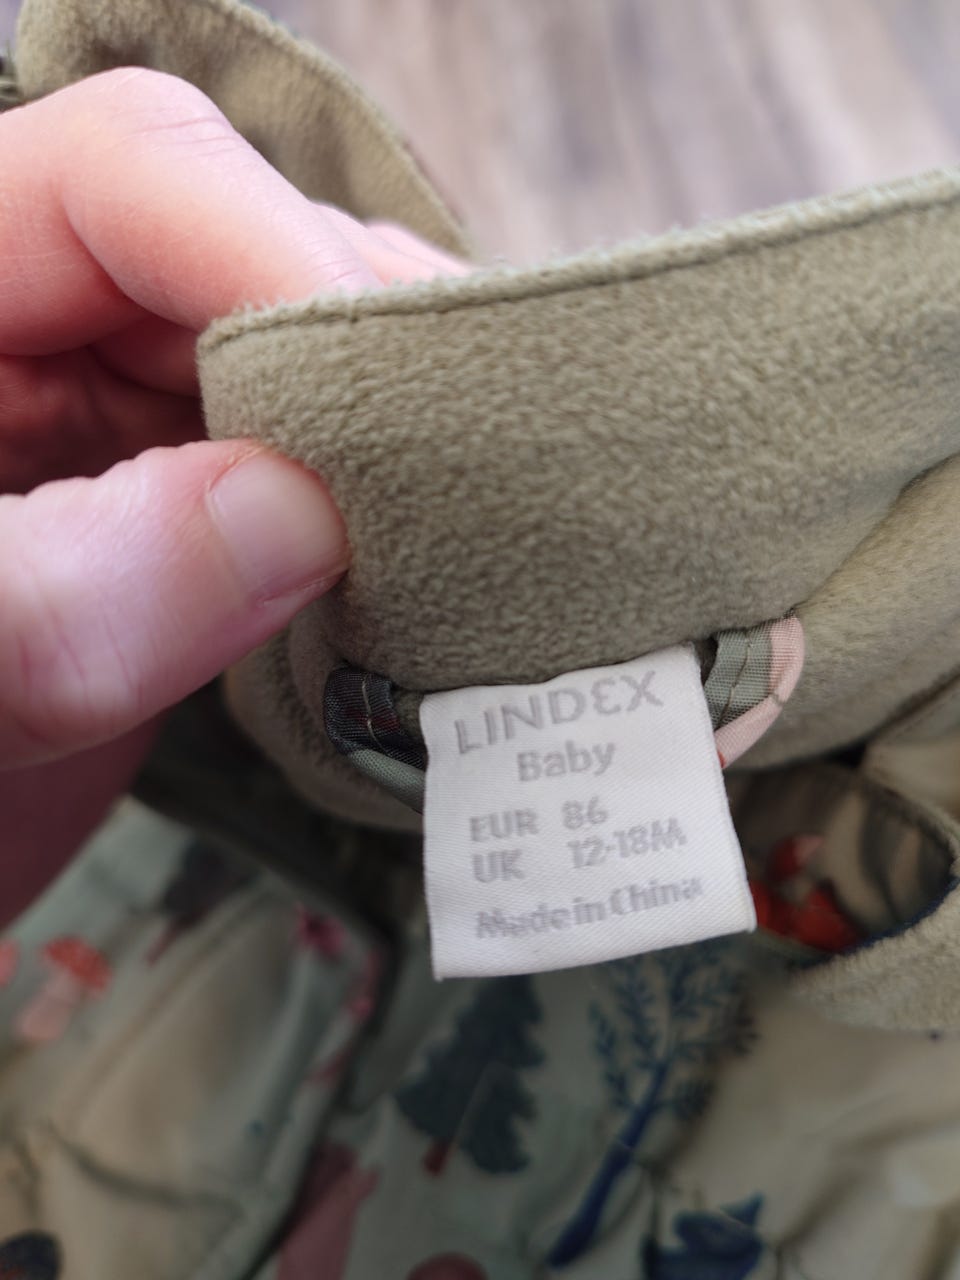 LINDEX
Baby
EUR 86
UK 12-18M
Made in China